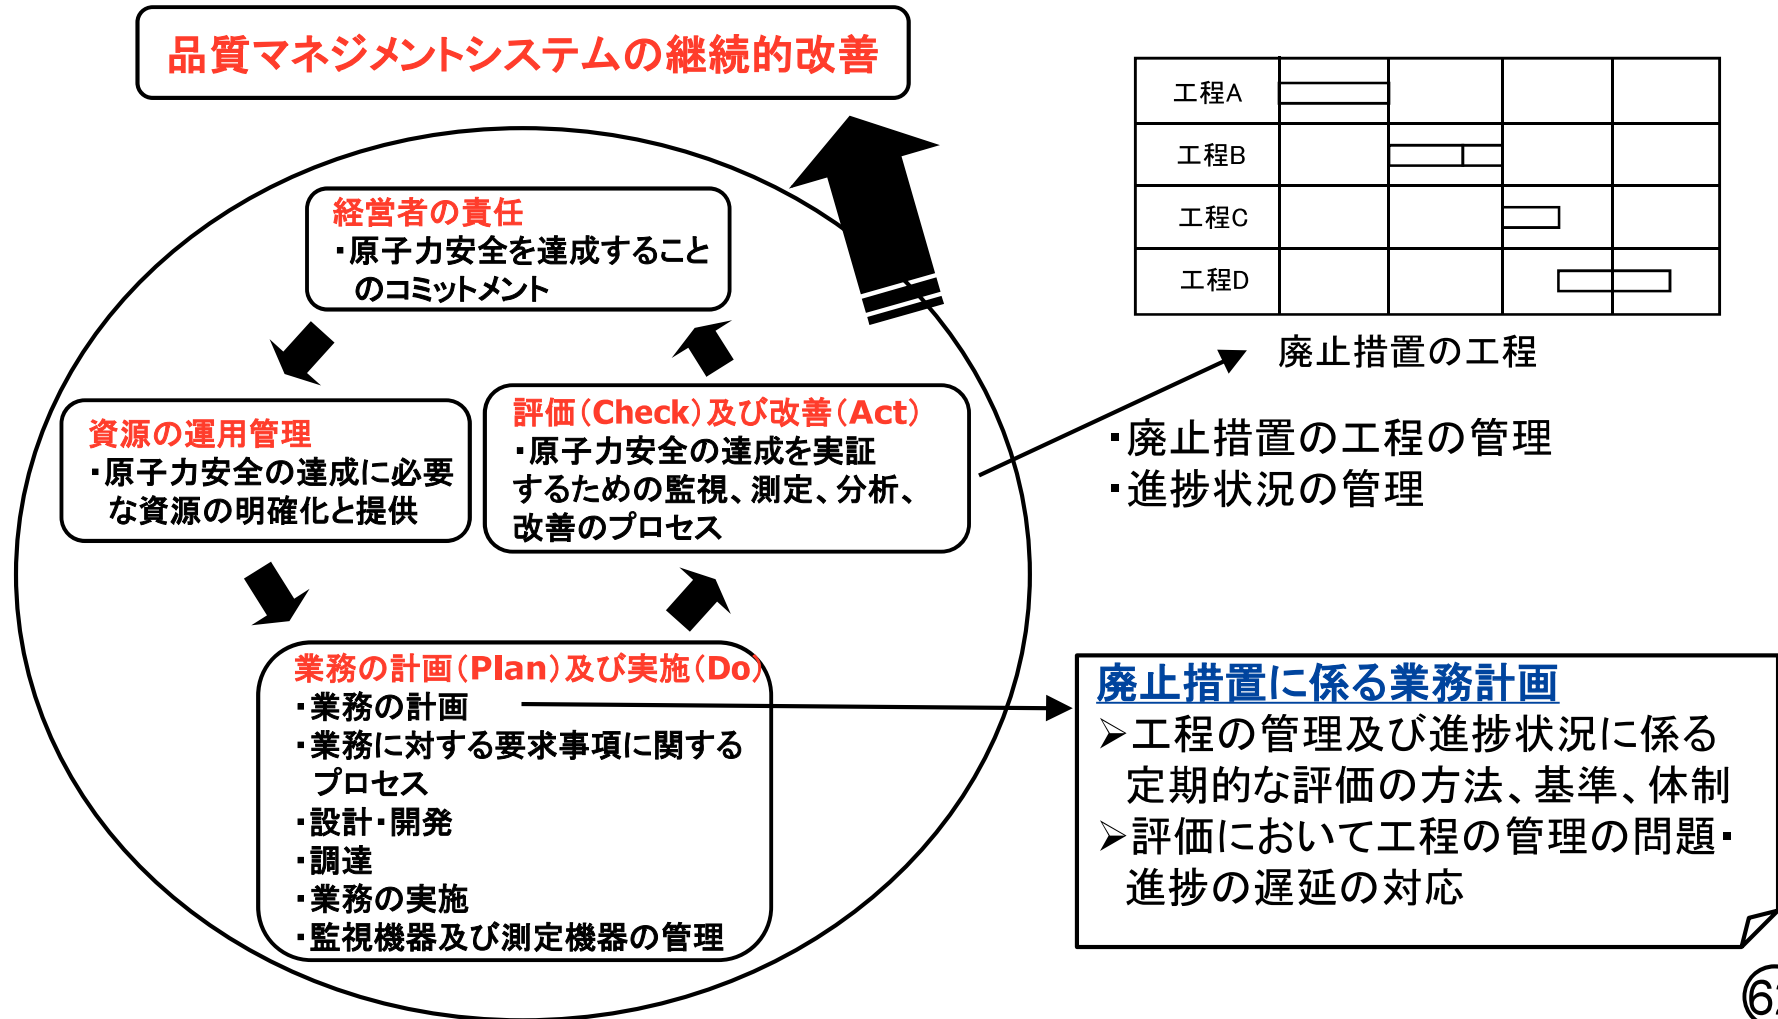 品質マネジメントシステムの継続的改善
経営者の責任
・原子力安全を達成すること
のコミットメント
資源の運用管理
・原子力安全の達成に必要
な資源の明確化と提供
評価(Check)及び改善(Act)
・原子力安全の達成を実証
するための監視、測定、分析、
改善のプロセス
業務の計画(Plan)及び実施(Do)
・業務の計画
・業務に対する要求事項に関する
プロセス
・設計・開発
・調達
・業務の実施
・監視機器及び測定機器の管理
工程A
工程B
工程C
工程D
廃止措置の工程
・廃止措置の工程の管理
・進捗状況の管理
廃止措置に係る業務計画
➢工程の管理及び進捗状況に係る
定期的な評価の方法、基準、体制
➢評価において工程の管理の問題・
進捗の遅延の対応